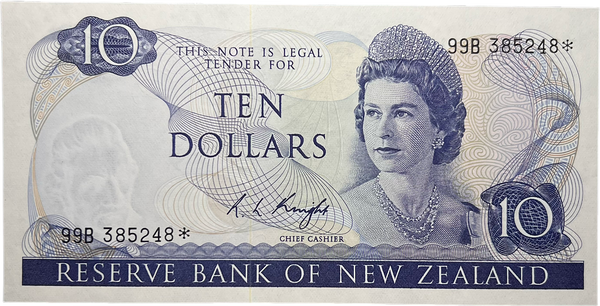 10
THIS NOTE IS LEGAL
TENDER FOR
99B 385248*
TEN
DOLLARS
R. L. Knight
CHIEF CASHIER
99B 385248*
10
RESERVE BANK OF NEW ZEALAND